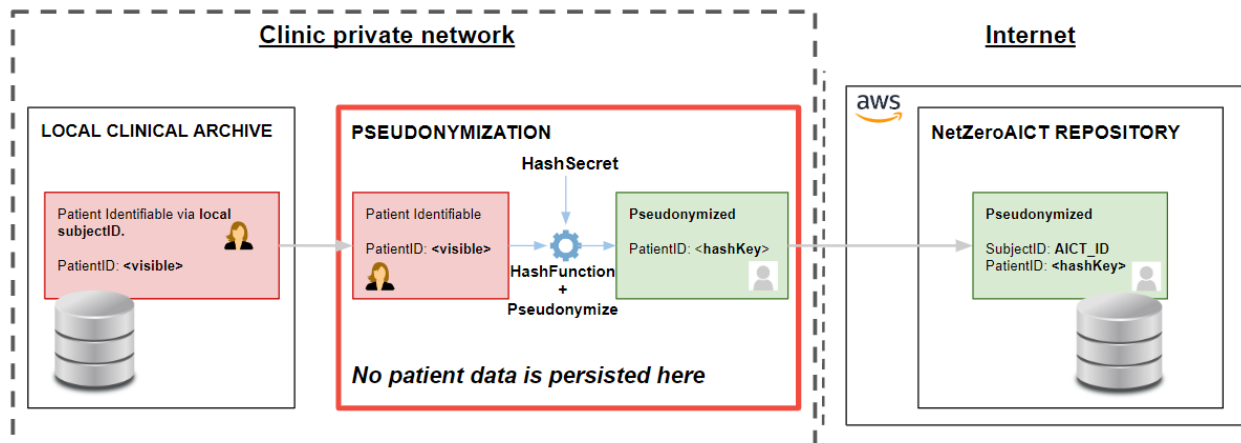 Clinic private network
Internet
aws
LOCAL CLINICAL ARCHIVE
Patient Identifiable via local
subjectID.
PatientID: <visible>
PSEUDONYMIZATION
HashSecret
Patient Identifiable
PatientID: <visible>
HashFunction
+
Pseudonymize
Pseudonymized
PatientID: <hashKey>
No patient data is persisted here
NetZeroAICT REPOSITORY
Pseudonymized
SubjectID: AICT_ID
PatientID: <hashKey>